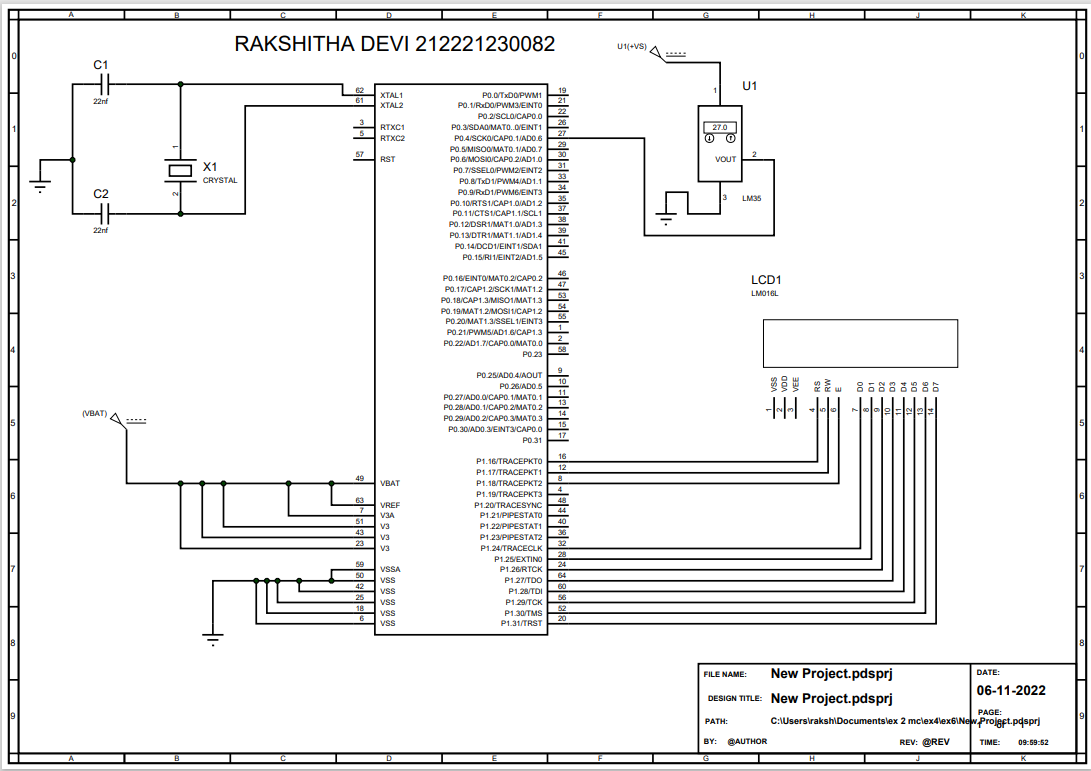 A B C D E F G H J K
RAKSHITHA DEVI 212221230082
U1(+VS)
C1
22nf
C2
22nf
X1
CRYSTAL
1
2
62 XTAL1
61 XTAL2
3 RTXC1
5 RTXC2
57 RST
(VBAT)
49 VBAT
63 VREF
7 V3A
51 V3
43 V3
23 V3
59 VSSA
50 VSS
42 VSS
25 VSS
18 VSS
6 VSS
P0.0/TxD0/PWM1 19
P0.1/RxD0/PWM3/EINT0 21
P0.2/SCL0/CAP0.0 22
P0.3/SDA0/MAT0..0/EINT1 26
P0.4/SCK0/CAP0.1/AD0.6 27
P0.5/MISO0/MAT0.1/AD0.7 29
P0.6/MOSI0/CAP0.2/AD1.0 30
P0.7/SSEL0/PWM2/EINT2 31
P0.8/TxD1/PWM4/AD1.1 33
P0.9/RxD1/PWM6/EINT3 34
P0.10/RTS1/CAP1.0/AD1.2 35
P0.11/CTS1/CAP1.1/SCL1 37
P0.12/DSR1/MAT1.0/AD1.3 38
P0.13/DTR1/MAT1.1/AD1.4 39
P0.14/DCD1/EINT1/SDA1 41
P0.15/RI1/EINT2/AD1.5 45
P0.16/EINT0/MAT0.2/CAP0.2 46
P0.17/CAP1.2/SCK1/MAT1.2 47
P0.18/CAP1.3/MISO1/MAT1.3 53
P0.19/MAT1.2/MOSI1/CAP1.2 54
P0.20/MAT1.3/SSEL1/EINT3 55
P0.21/PWM5/AD1.6/CAP1.3 1
P0.22/AD1.7/CAP0.0/MAT0.0 2
P0.23 58
P0.25/AD0.4/AOUT 9
P0.26/AD0.5 10
P0.27/AD0.0/CAP0.1/MAT0.1 11
P0.28/AD0.1/CAP0.2/MAT0.2 13
P0.29/AD0.2/CAP0.3/MAT0.3 14
P0.30/AD0.3/EINT3/CAP0.0 15
P0.31 17
P1.16/TRACEPKT0 16
P1.17/TRACEPKT1 12
P1.18/TRACEPKT2 8
P1.19/TRACEPKT3 4
P1.20/TRACESYNC 48
P1.21/PIPESTAT0 44
P1.22/PIPESTAT1 40
P1.23/PIPESTAT2 36
P1.24/TRACECLK 32
P1.25/EXTIN0 28
P1.26/RTCK 24
P1.27/TDO 64
P1.28/TDI 60
P1.29/TCK 56
P1.30/TMS 52
P1.31/TRST 20
U1
1
27.0
VOUT 2
3
LM35
LCD1
LM016L
VSS VDD VEE RS RW E D0 D1 D2 D3 D4 D5 D6 D7
1 2 3 4 5 6 7 8 9 10 11 12 13 14
0 0
1 1
2 2
3 3
4 4
5 5
6 6
7 7
8 8
9 9
FILE NAME: New Project.pdsprj
DESIGN TITLE: New Project.pdsprj
PATH: C:\Users\raksh\Documents\ex 2 mc\ex4\ex6\New Project.pdsprj
BY: @AUTHOR REV: @REV
DATE:
06-11-2022
PAGE:
TIME: 09:59:52
A B C D E F G H J K